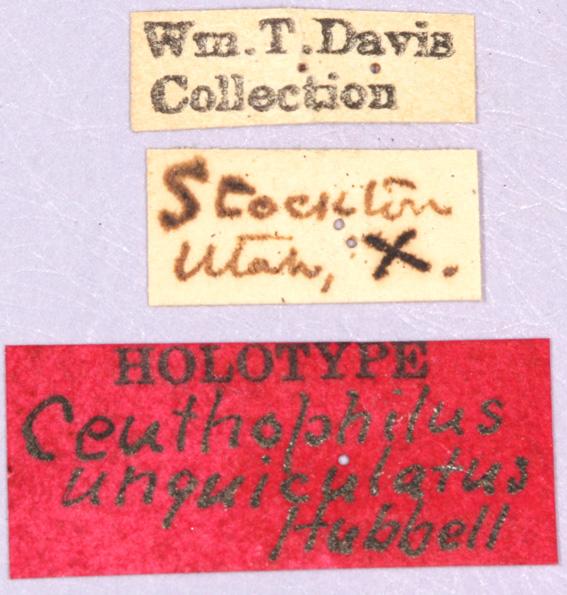 Wm. T. Davis
Collection
Stockton
Utah, X.
HOLOTYPE
Ceuthophilus
unguiculatus
Hubbell